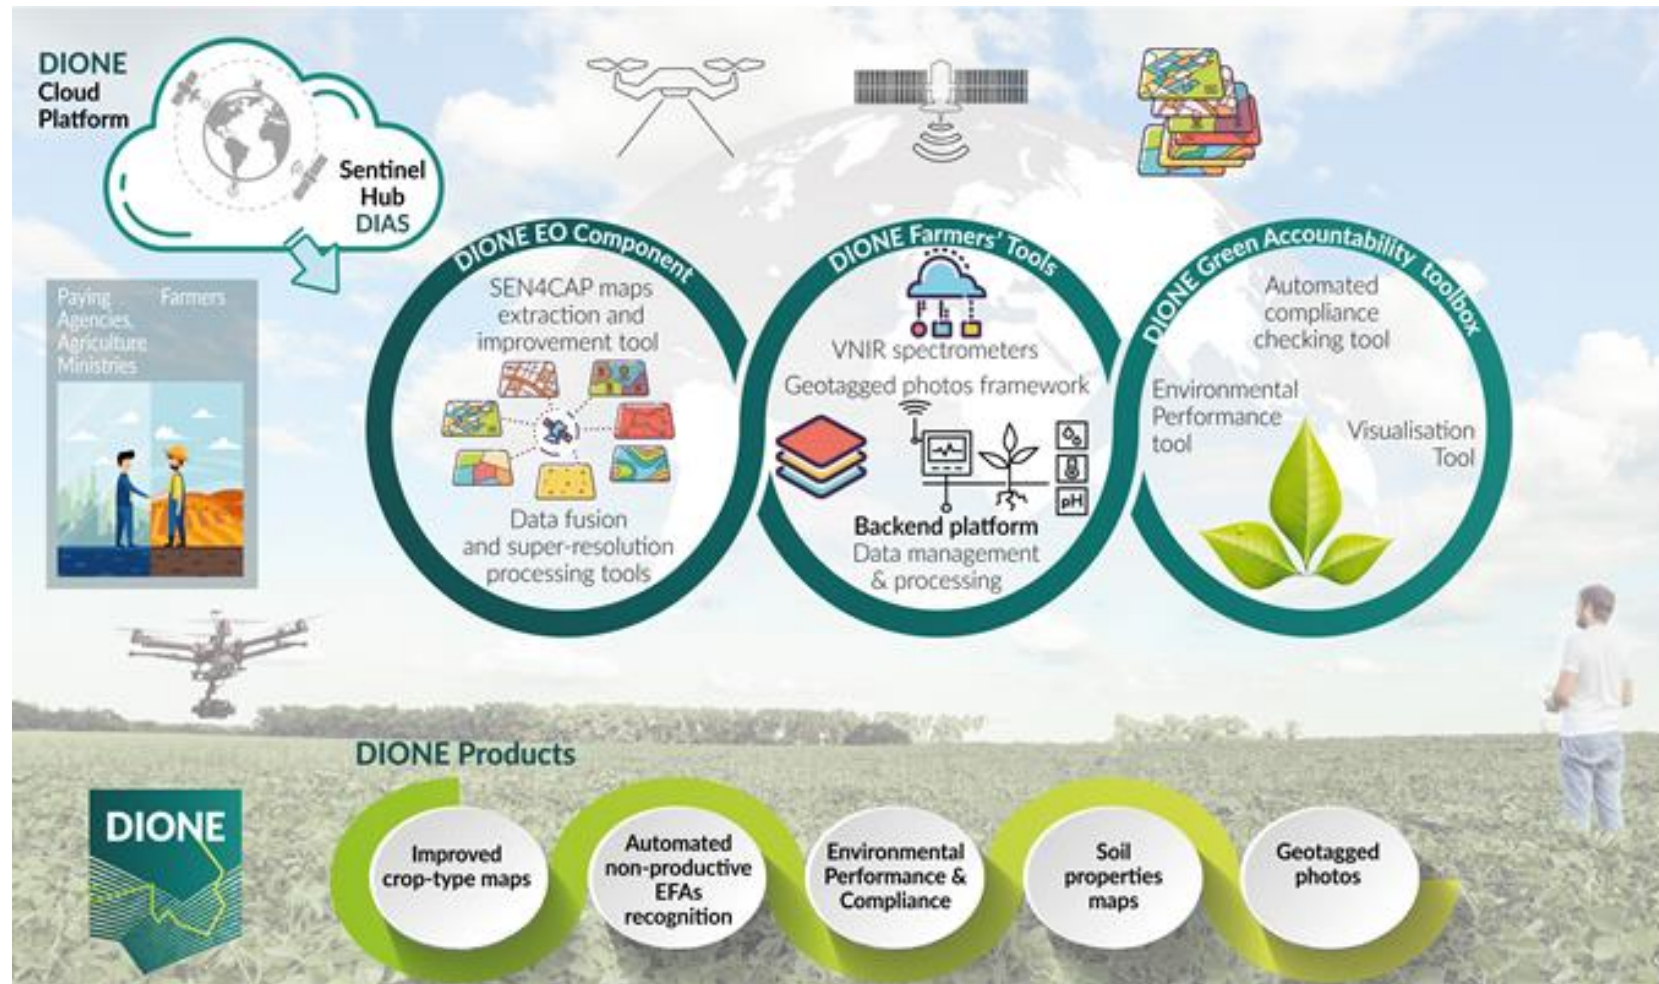 DIONE
Cloud
Platform
Sentinel
Hub
DIAS
Paying
Agencies,
Agriculture
Ministries
Farmers
DIONE EO Component
SEN4CAP maps
extraction and
improvement tool
Data fusion
and super-resolution
processing tools
DIONE Farmers' Tools
VNIR spectrometers
Geotagged photos framework
pH
Backend platform
Data management
& processing
DIONE Green Accountability toolbox
Automated
compliance
checking tool
Environmental
Performance
tool
Visualisation
Tool
DIONE Products
DIONE
Improved
crop-type maps
Automated
non-productive
EFAs
recognition
Environmental
Performance &
Compliance
Soil
properties
maps
Geotagged
photos